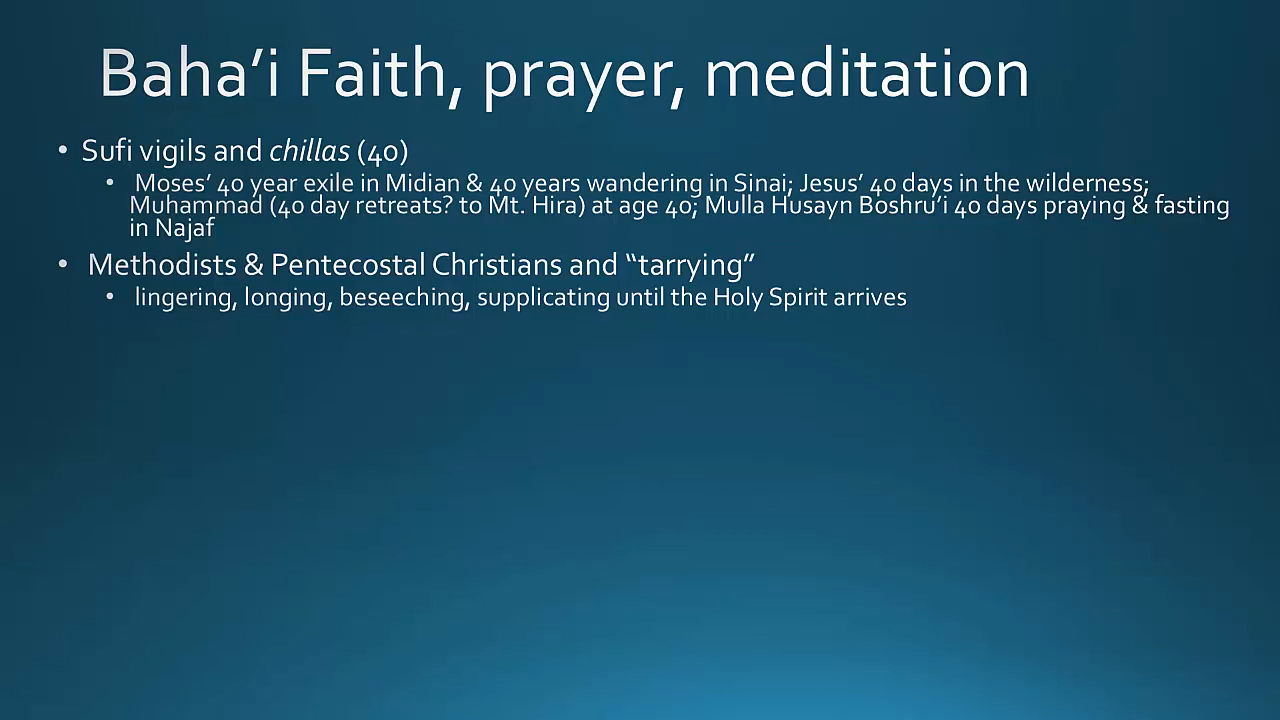 Baha’i Faith, prayer, meditation
• Sufi vigils and chillas (40)
• Moses’ 40 year exile in Midian & 40 years wandering in Sinai; Jesus’ 40 days in the wilderness;
Muhammad (40 day retreats? to Mt. Hira) at age 40; Mulla Husayn Boshru’i 40 days praying & fasting
in Najaf
• Methodists & Pentecostal Christians and “tarrying”
• lingering, longing, beseeching, supplicating until the Holy Spirit arrives